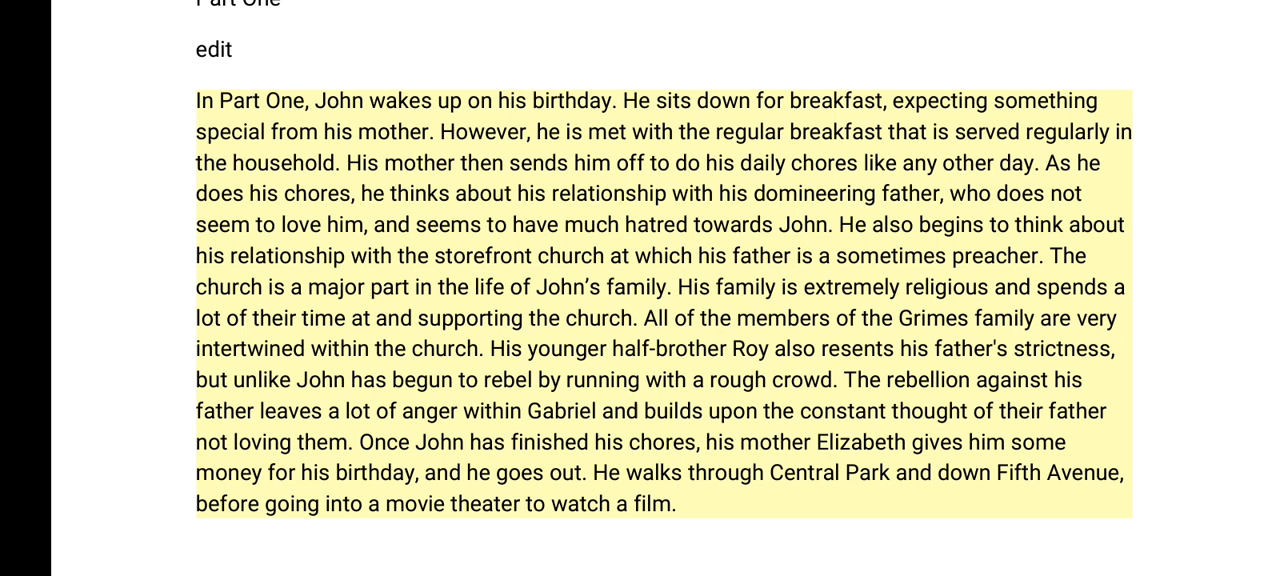 Part One
edit
In Part One, John wakes up on his birthday. He sits down for breakfast, expecting something
special from his mother. However, he is met with the regular breakfast that is served regularly in
the household. His mother then sends him off to do his daily chores like any other day. As he
does his chores, he thinks about his relationship with his domineering father, who does not
seem to love him, and seems to have much hatred towards John. He also begins to think about
his relationship with the storefront church at which his father is a sometimes preacher. The
church is a major part in the life of John’s family. His family is extremely religious and spends a
lot of their time at and supporting the church. All of the members of the Grimes family are very
intertwined within the church. His younger half-brother Roy also resents his father's strictness,
but unlike John has begun to rebel by running with a rough crowd. The rebellion against his
father leaves a lot of anger within Gabriel and builds upon the constant thought of their father
not loving them. Once John has finished his chores, his mother Elizabeth gives him some
money for his birthday, and he goes out. He walks through Central Park and down Fifth Avenue,
before going into a movie theater to watch a film.